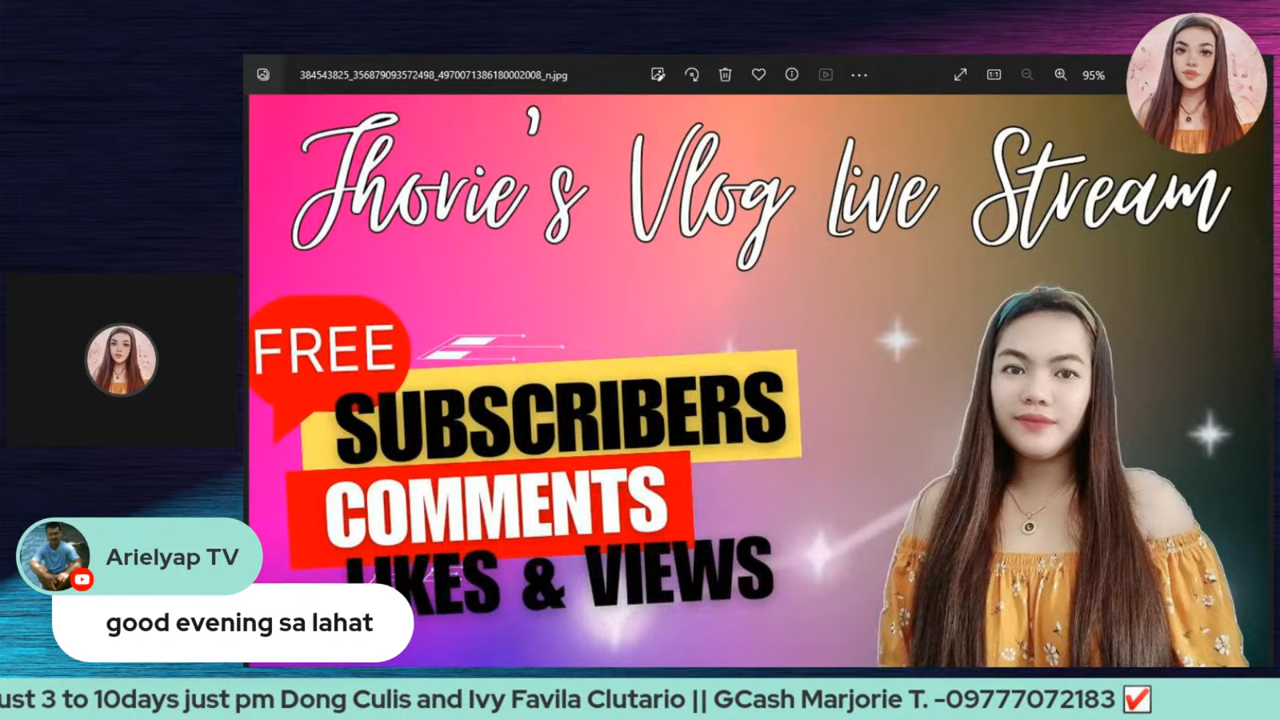 384543825_356879093572498_4970071386180002008_n.jpg
95%
Jhovie's Vlog Live Stream
FREE
SUBSCRIBERS
COMMENTS
LIKES & VIEWS
Arielyap TV
good evening sa lahat
ust 3 to 10days just pm Dong Culis and Ivy Favila Clutario || GCash Marjorie T. -09777072183 ☑